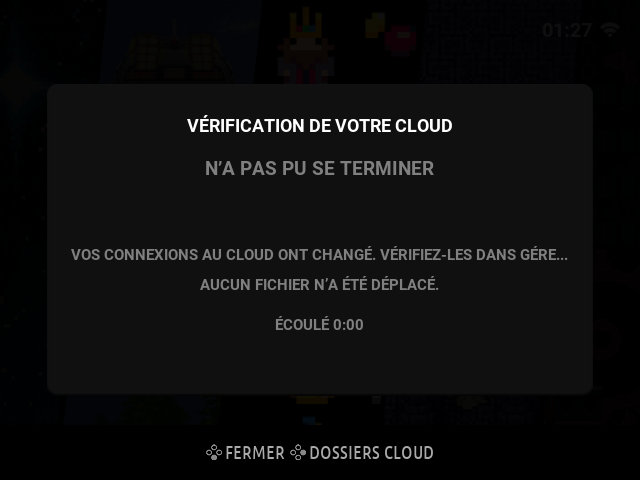 01:27
VÉRIFICATION DE VOTRE CLOUD
N’A PAS PU SE TERMINER
VOS CONNEXIONS AU CLOUD ONT CHANGÉ. VÉRIFIEZ-LES DANS GÉRE...
AUCUN FICHIER N’A ÉTÉ DÉPLACÉ.
ÉCOULÉ 0:00
FERMER DOSSIERS CLOUD